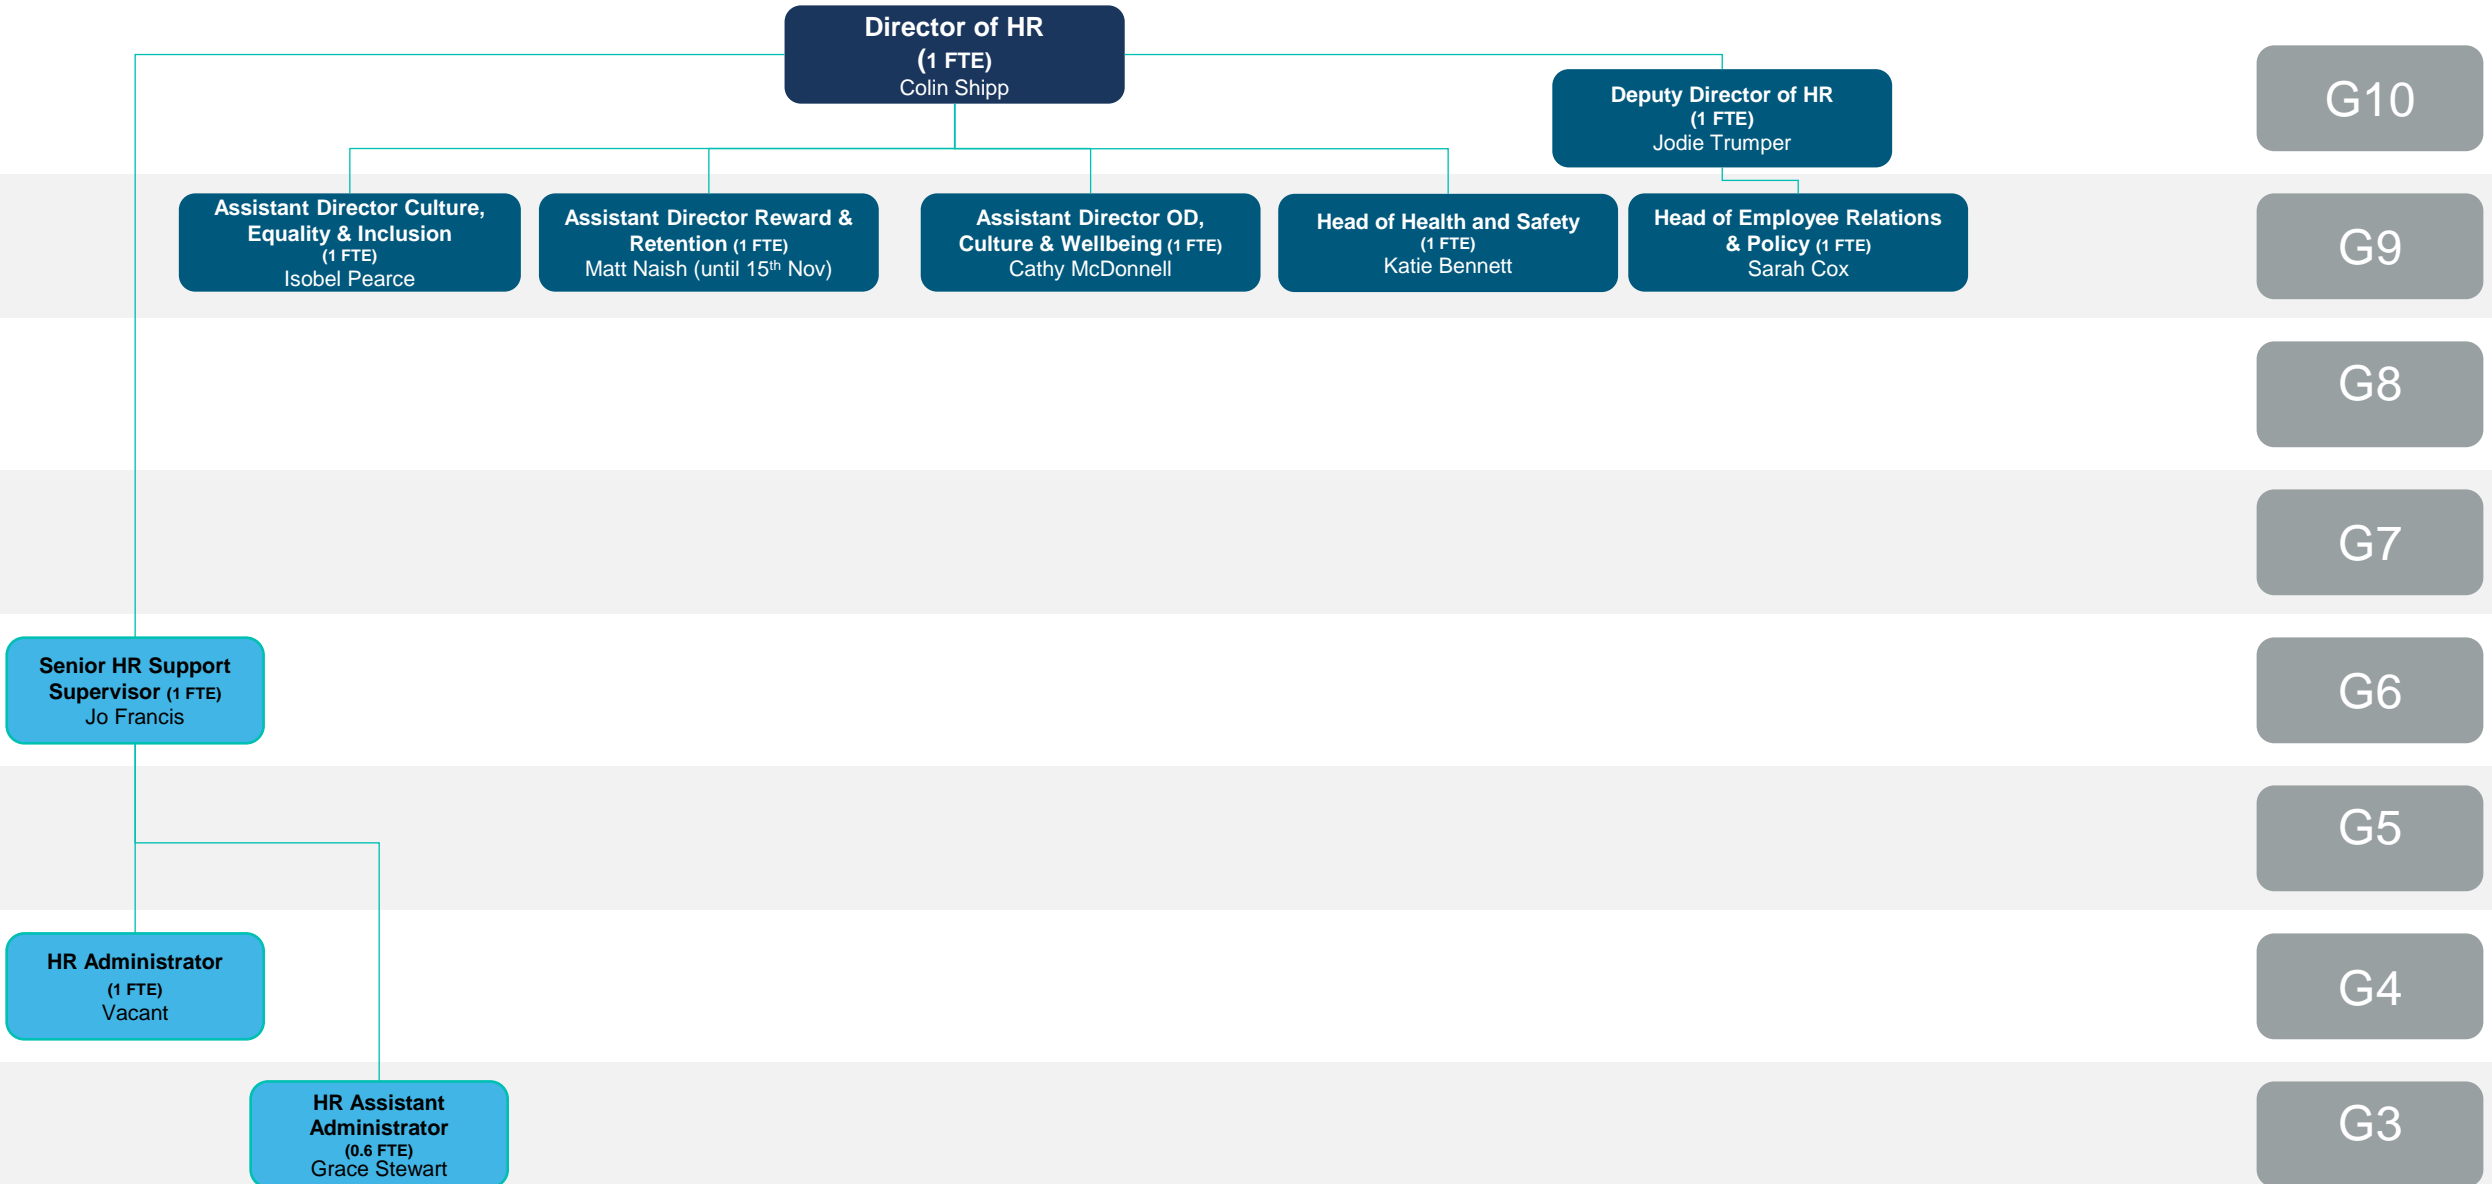 Director of HR
(1 FTE)
Colin Shipp
Deputy Director of HR
(1 FTE)
Jodie Trumper
G10
Assistant Director Culture,
Equality & Inclusion
(1 FTE)
Isobel Pearce
Assistant Director Reward &
Retention (1 FTE)
Matt Naish (until 15th Nov)
Assistant Director OD,
Culture & Wellbeing (1 FTE)
Cathy McDonnell
Head of Health and Safety
(1 FTE)
Katie Bennett
Head of Employee Relations
& Policy (1 FTE)
Sarah Cox
G9
G8
G7
Senior HR Support
Supervisor (1 FTE)
Jo Francis
G6
G5
HR Administrator
(1 FTE)
Vacant
G4
HR Assistant
Administrator
(0.6 FTE)
Grace Stewart
G3